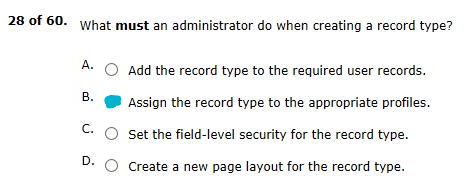 28 of 60. What must an administrator do when creating a record type?
A. Add the record type to the required user records.
B. Assign the record type to the appropriate profiles.
C. Set the field-level security for the record type.
D. Create a new page layout for the record type.